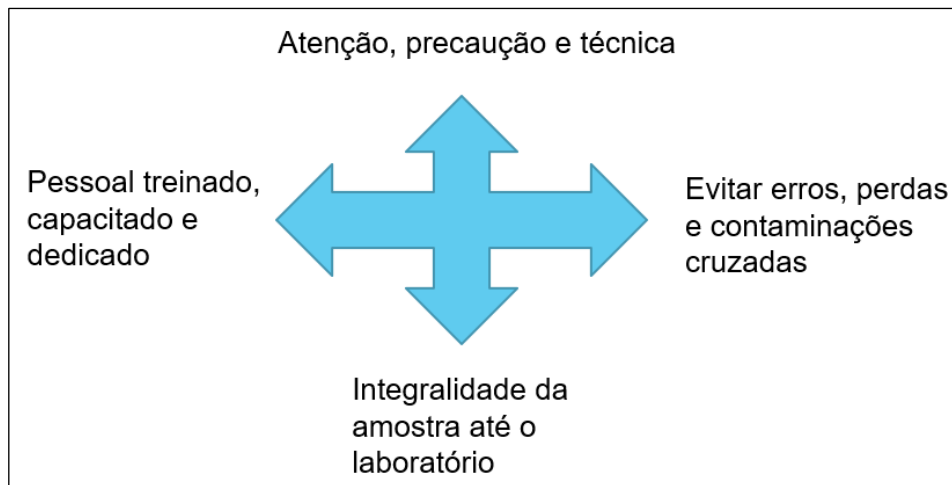 Atenção, precaução e técnica
Pessoal treinado,
capacitado e
dedicado
Evitar erros, perdas
e contaminações
cruzadas
Integralidade da
amostra até o
laboratório